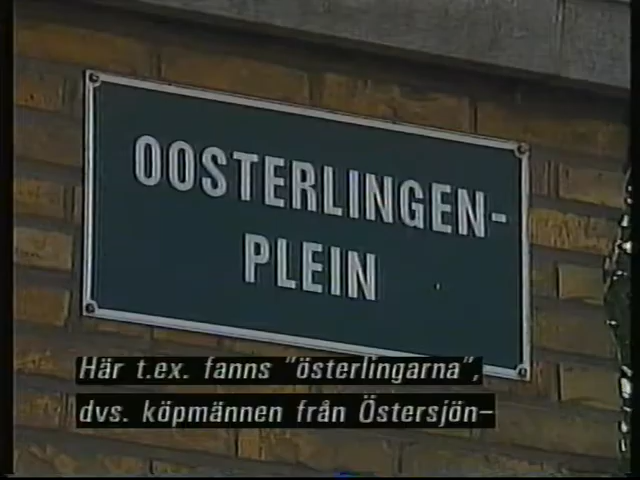 OOSTERLINGEN-
PLEIN
Här t.ex. fanns "österlingarna",
dvs. köpmännen från Östersjön-